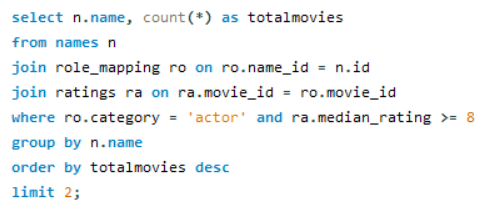 select n.name, count(*) as totalmovies
from names n
join role_mapping ro on ro.name_id = n.id
join ratings ra on ra.movie_id = ro.movie_id
where ro.category = 'actor' and ra.median_rating >= 8
group by n.name
order by totalmovies desc
limit 2;